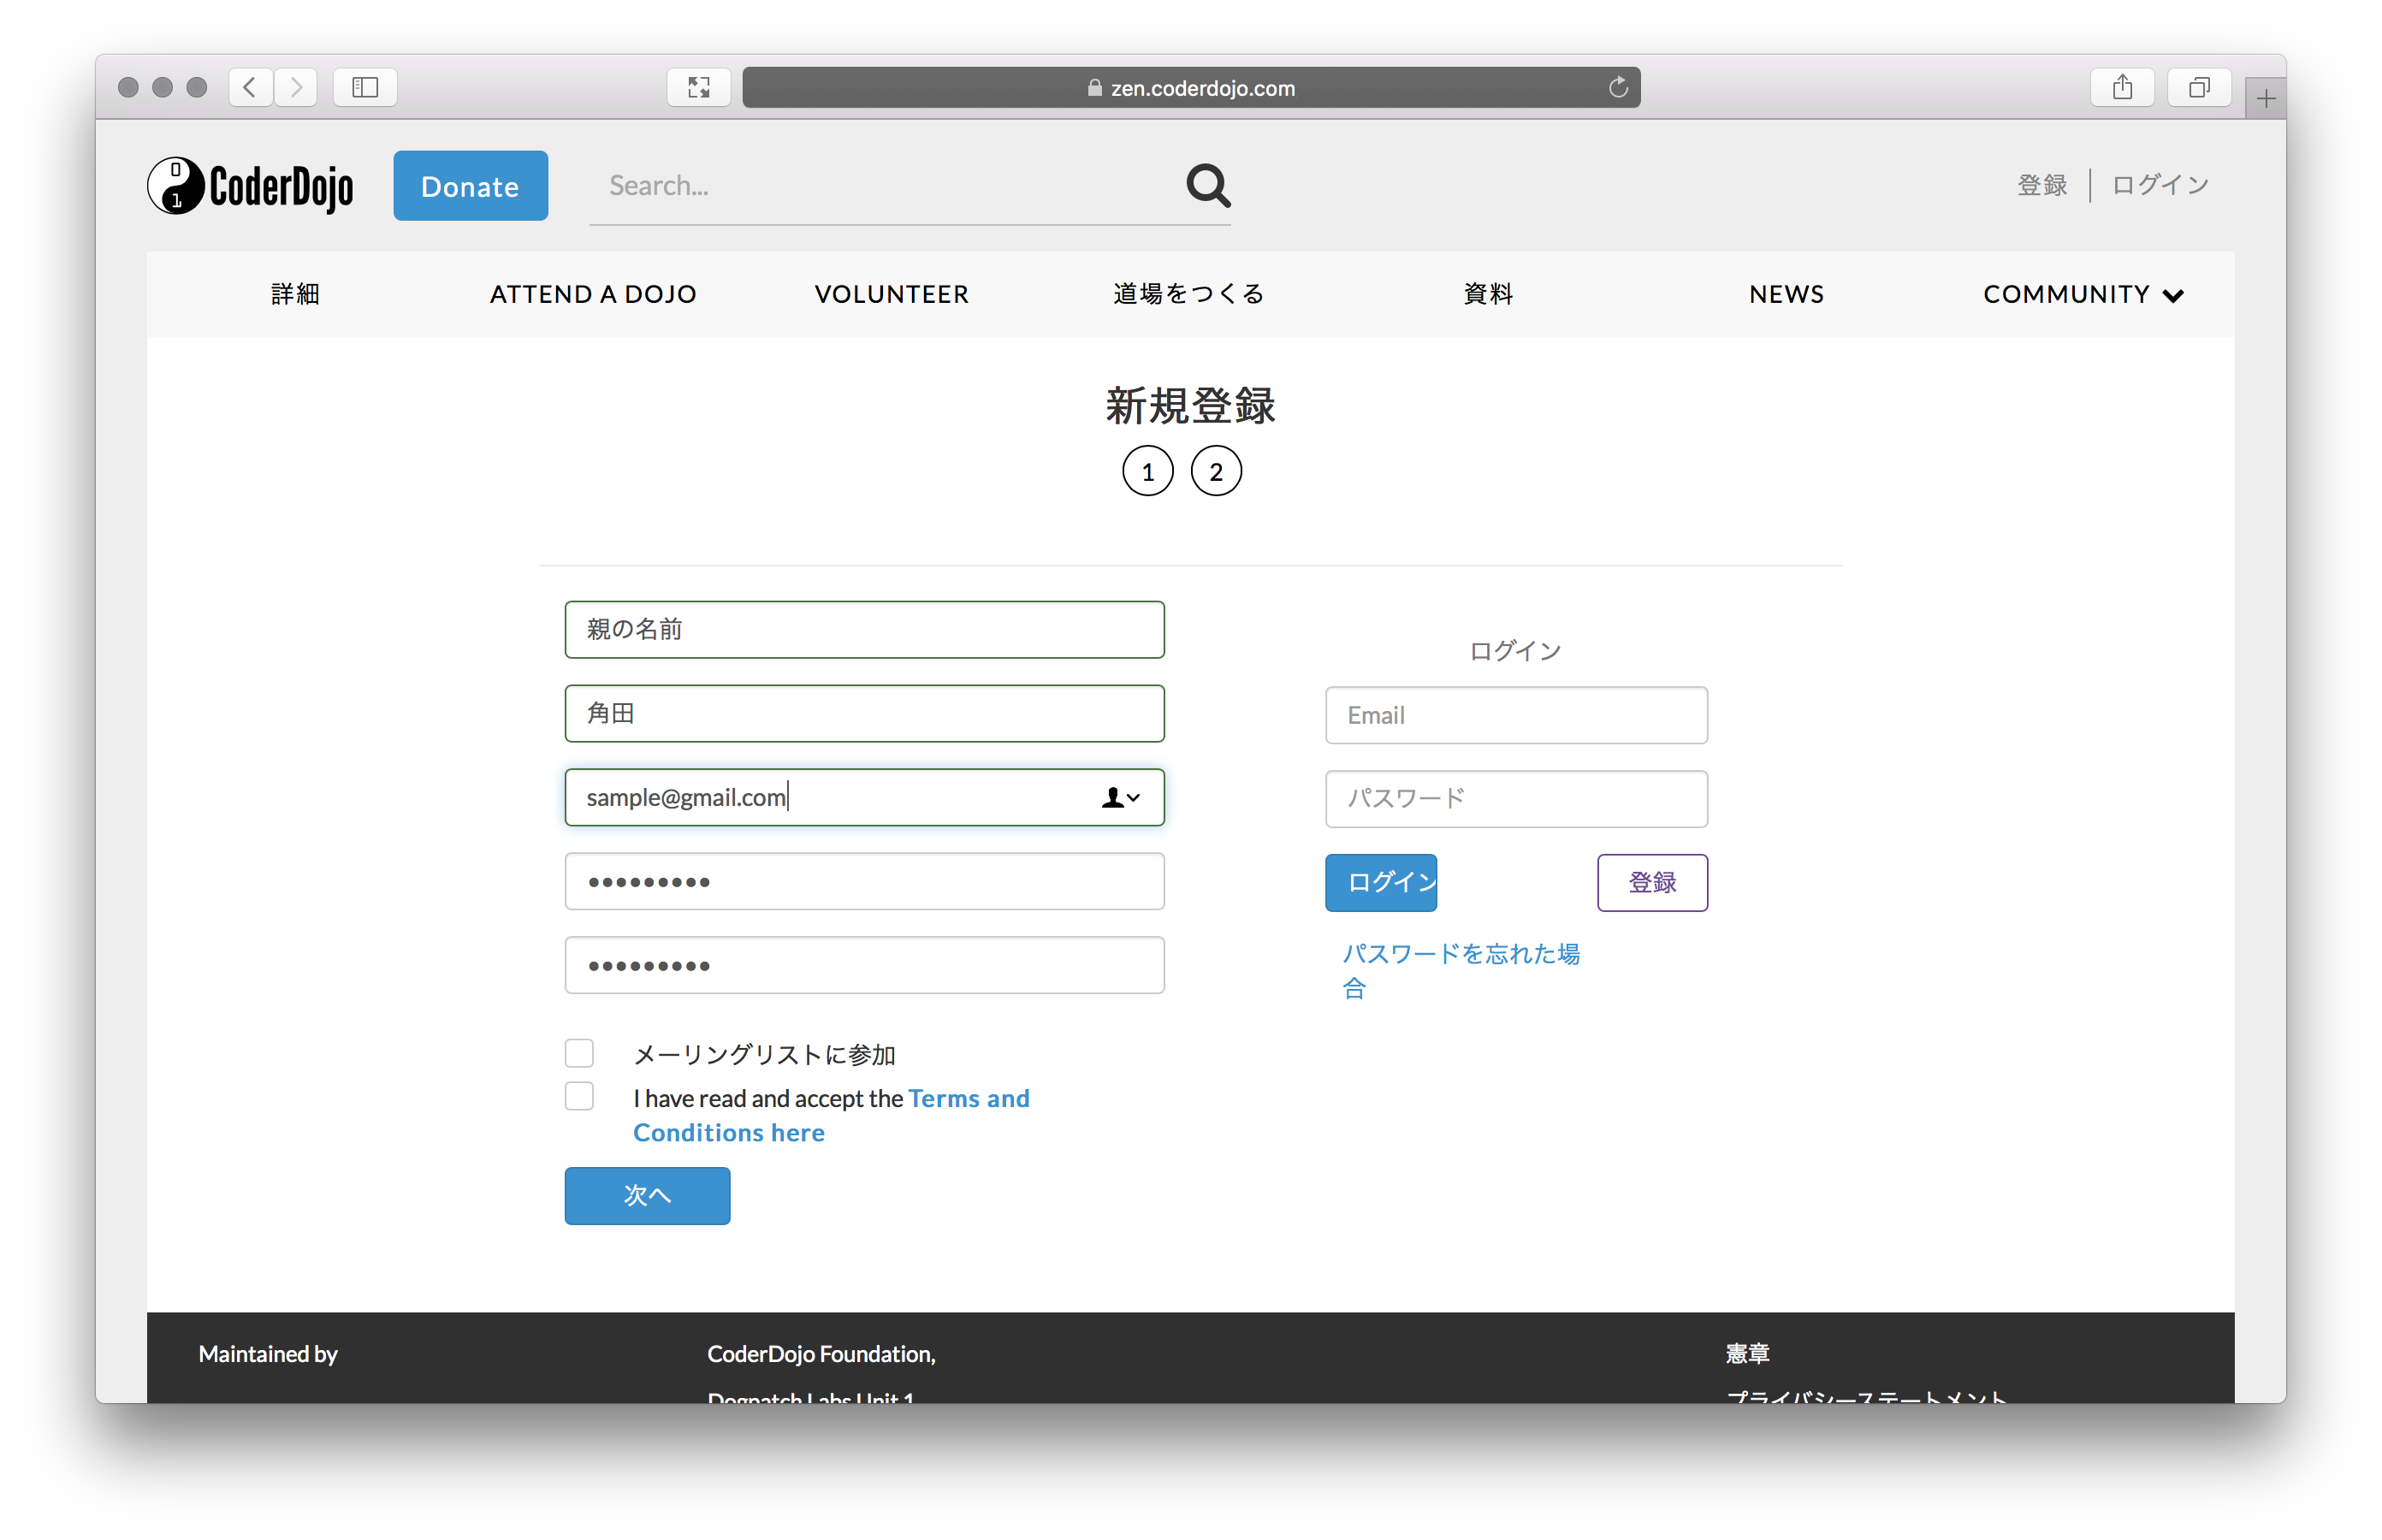 zen.coderdojo.com
0
1
CoderDojo
Donate
Search...
登録
ログイン
詳細
ATTEND A DOJO
VOLUNTEER
道場をつくる
資料
NEWS
COMMUNITY
新規登録
1
2
親の名前
角田
sample@gmail.com
•••••••••
•••••••••
メーリングリストに参加
I have read and accept the Terms and
Conditions here
次へ
ログイン
Email
パスワード
ログイン
登録
パスワードを忘れた場
合
Maintained by
CoderDojo Foundation,
Dogpatch Labs Unit 1
憲章
プライバシーステートメント